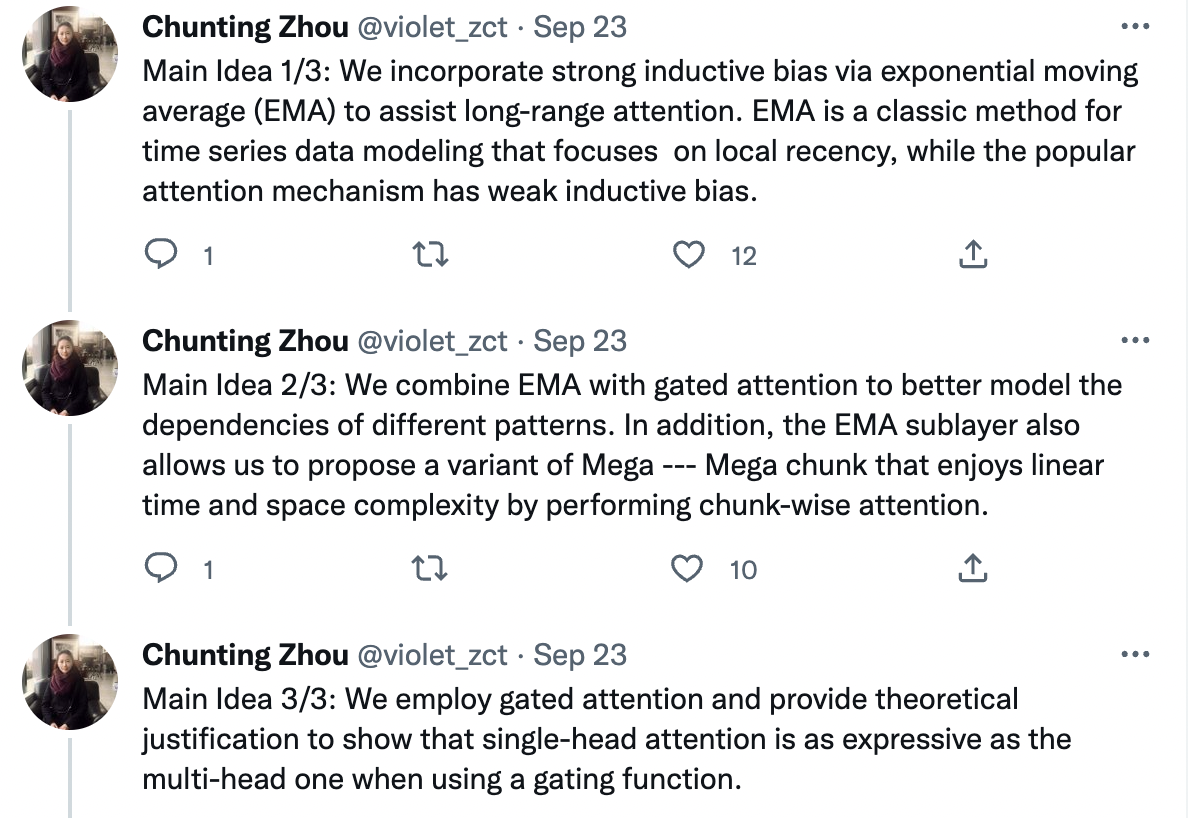 Chunting Zhou @violet_zct · Sep 23
Main Idea 1/3: We incorporate strong inductive bias via exponential moving
average (EMA) to assist long-range attention. EMA is a classic method for
time series data modeling that focuses  on local recency, while the popular
attention mechanism has weak inductive bias.
1 12
Chunting Zhou @violet_zct · Sep 23
Main Idea 2/3: We combine EMA with gated attention to better model the
dependencies of different patterns. In addition, the EMA sublayer also
allows us to propose a variant of Mega --- Mega chunk that enjoys linear
time and space complexity by performing chunk-wise attention.
1 10
Chunting Zhou @violet_zct · Sep 23
Main Idea 3/3: We employ gated attention and provide theoretical
justification to show that single-head attention is as expressive as the
multi-head one when using a gating function.